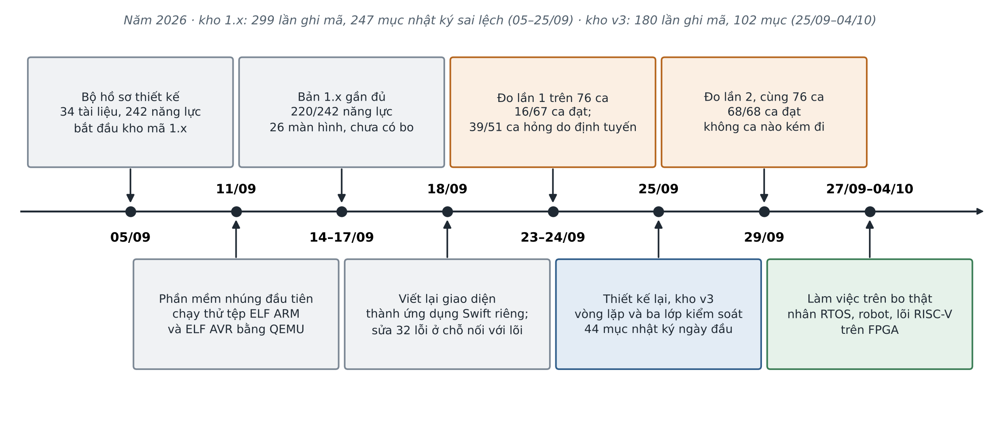 Năm 2026 · kho 1.x: 299 lần ghi mã, 247 mục nhật ký sai lệch (05–25/09) · kho v3: 180 lần ghi mã, 102 mục (25/09–04/10)
Bộ hồ sơ thiết kế
34 tài liệu, 242 năng lực
bắt đầu kho mã 1.x
Bản 1.x gần đủ
220/242 năng lực
26 màn hình, chưa có bo
Đo lần 1 trên 76 ca
16/67 ca đạt;
39/51 ca hỏng do định tuyến
Đo lần 2, cùng 76 ca
68/68 ca đạt
không ca nào kém đi
11/09
18/09
25/09
27/09–04/10
05/09
14–17/09
23–24/09
29/09
Phần mềm nhúng đầu tiên
chạy thử tệp ELF ARM
và ELF AVR bằng QEMU
Viết lại giao diện
thành ứng dụng Swift riêng;
sửa 32 lỗi ở chỗ nối với lõi
Thiết kế lại, kho v3
vòng lặp và ba lớp kiểm soát
44 mục nhật ký ngày đầu
Làm việc trên bo thật
nhân RTOS, robot, lõi RISC-V
trên FPGA